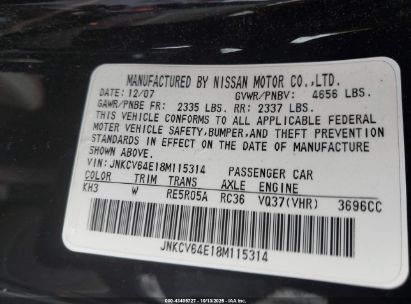 MANUFACTURED BY NISSAN MOTOR CO.,LTD.
DATE: 12/07 GVWR/PNBV: 4656 LBS.
GAWR/PNBE FR: 2335 LBS. RR: 2337 LBS.
THIS VEHICLE CONFORMS TO ALL APPLICABLE FEDERAL
MOTOR VEHICLE SAFETY,BUMPER,AND THEFT PREVENTION
STANDARDS IN EFFECT ON THE DATE OF MANUFACTURE
SHOWN ABOVE.
VIN:JNKCV64E18M115314 PASSENGER CAR
COLOR TRIM TRANS AXLE ENGINE
KH3 W RE5R05A RC36 VQ37(VHR) 3696CC
JNKCV64E18M115314